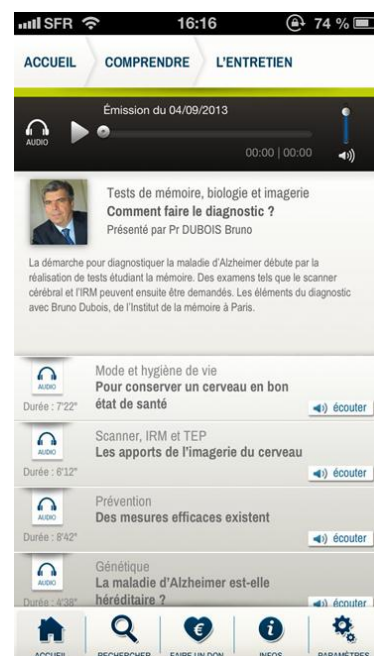 SFR 16:16 74 %
ACCUEIL COMPRENDRE L'ENTRETIEN
Émission du 04/09/2013
AUDIO
00:00 | 00:00
Tests de mémoire, biologie et imagerie
Comment faire le diagnostic ?
Présenté par Pr DUBOIS Bruno
La démarche pour diagnostiquer la maladie d'Alzheimer débute par la
réalisation de tests étudiant la mémoire. Des examens tels que le scanner
cérébral et l'IRM peuvent ensuite être demandés. Les éléments du diagnostic
avec Bruno Dubois, de l'Institut de la mémoire à Paris.
AUDIO
Durée : 7'22"
Mode et hygiène de vie
Pour conserver un cerveau en bon
état de santé
écouter
AUDIO
Durée : 6'12"
Scanner, IRM et TEP
Les apports de l'imagerie du cerveau
écouter
AUDIO
Durée : 8'42"
Prévention
Des mesures efficaces existent
écouter
AUDIO
Durée : 4'38"
Génétique
La maladie d'Alzheimer est-elle
héréditaire ?
écouter
ACCUEIL RECHERCHER FAIRE UN DON INFOS PARAMÈTRES